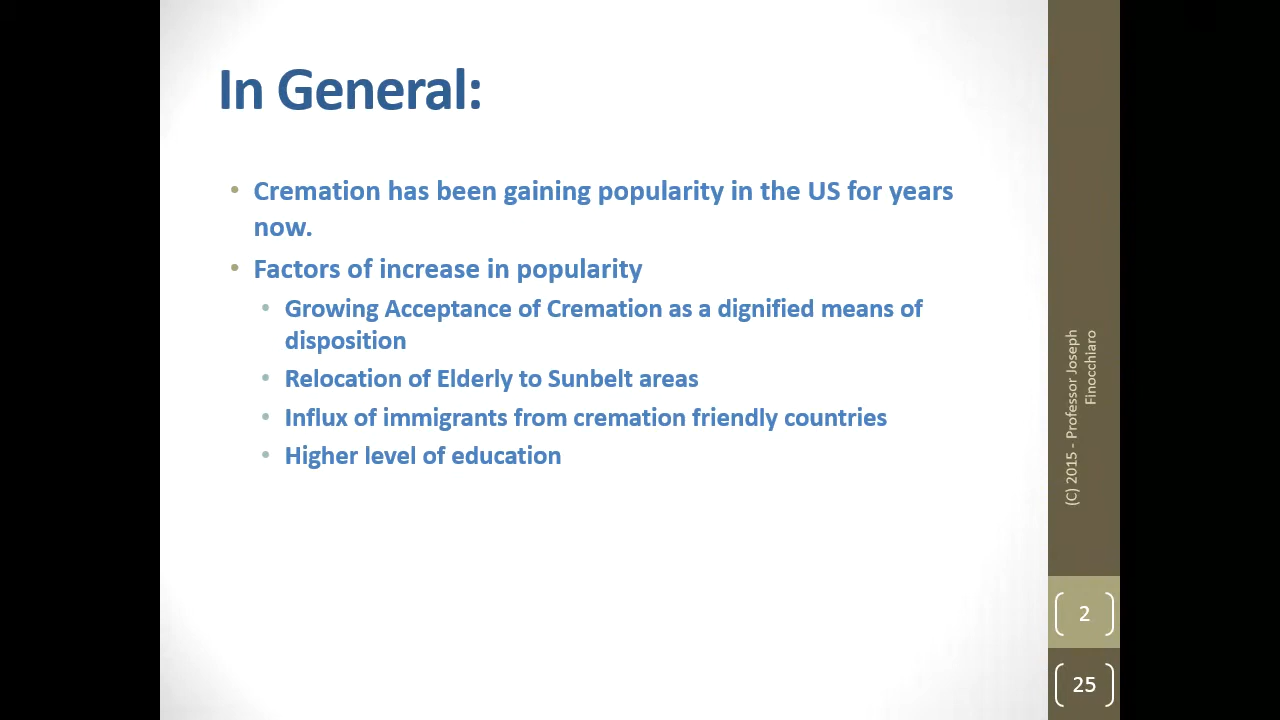 In General:
• Cremation has been gaining popularity in the US for years
now.
• Factors of increase in popularity
• Growing Acceptance of Cremation as a dignified means of
disposition
• Relocation of Elderly to Sunbelt areas
• Influx of immigrants from cremation friendly countries
• Higher level of education
(C) 2015 - Professor Joseph
Finocchiaro
2
25